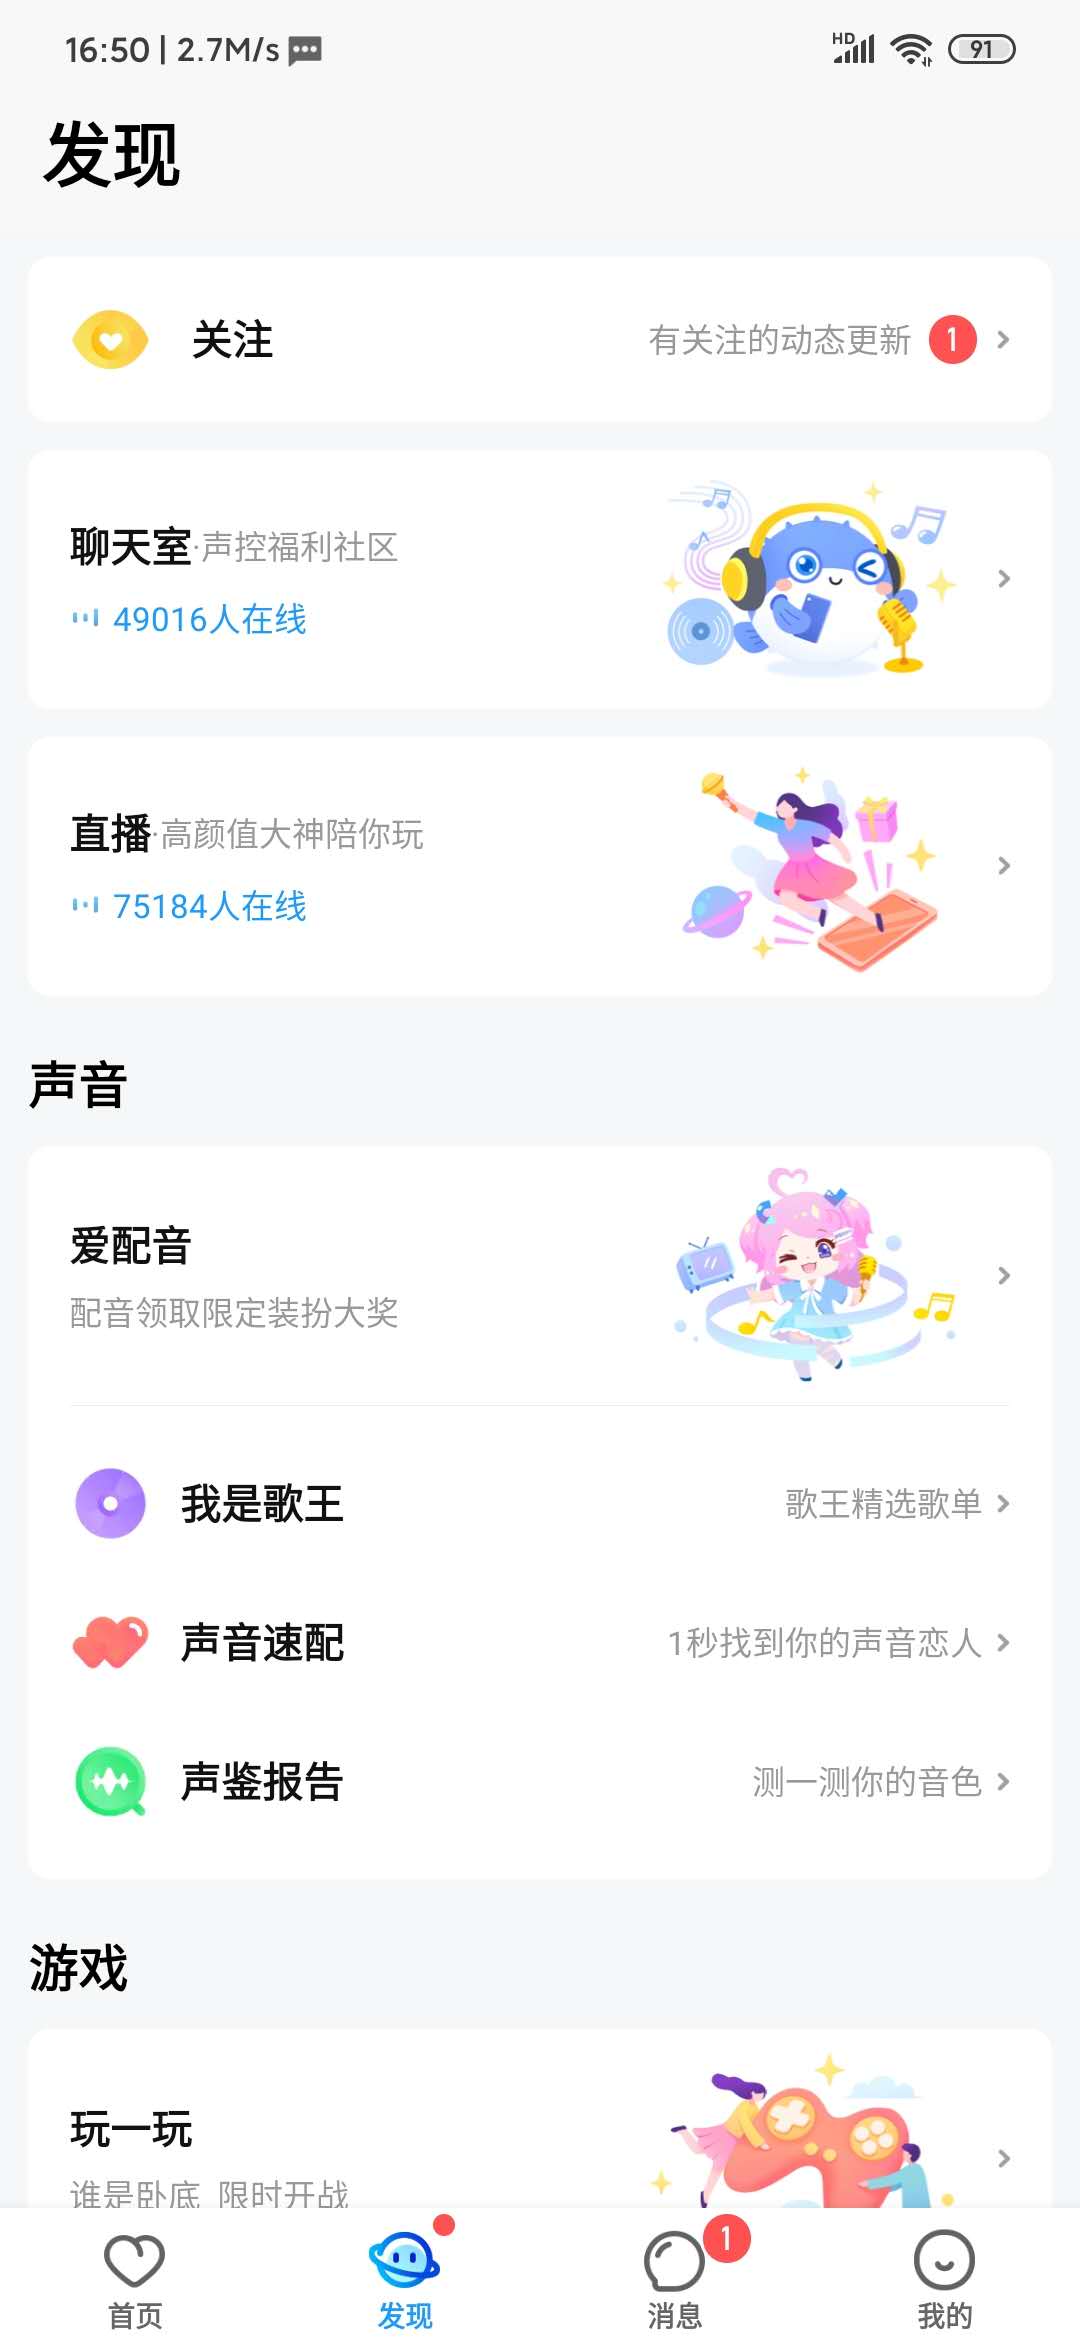 16:50 | 2.7M/s
HD
91
发现
关注
有关注的动态更新 1
聊天室·声控福利社区
49016人在线
直播·高颜值大神陪你玩
75184人在线
声音
爱配音
配音领取限定装扮大奖
我是歌王
歌王精选歌单
声音速配
1秒找到你的声音恋人
声鉴报告
测一测你的音色
游戏
玩一玩
谁是卧底 限时开战
1
首页
发现
消息
我的